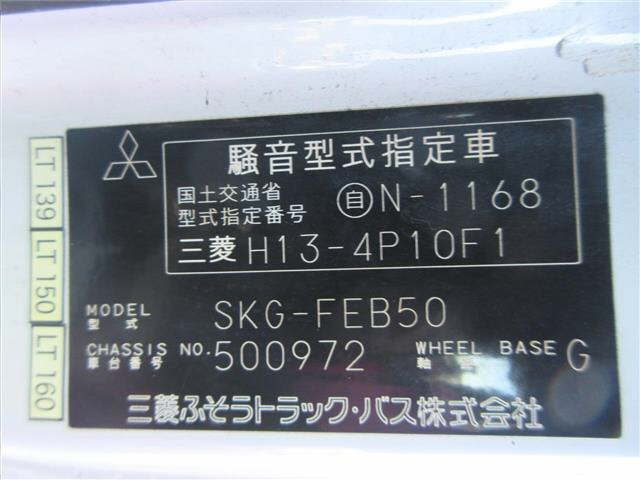 騒音型式指定車
国土交通省
型式指定番号 自N-1168
三菱 H13-4P10F1
MODEL
型式 SKG-FEB50
CHASSIS NO. 500972 WHEEL BASE G
車台番号 軸距
三菱ふそうトラック・バス株式会社
LT 139
LT 150
LT 160